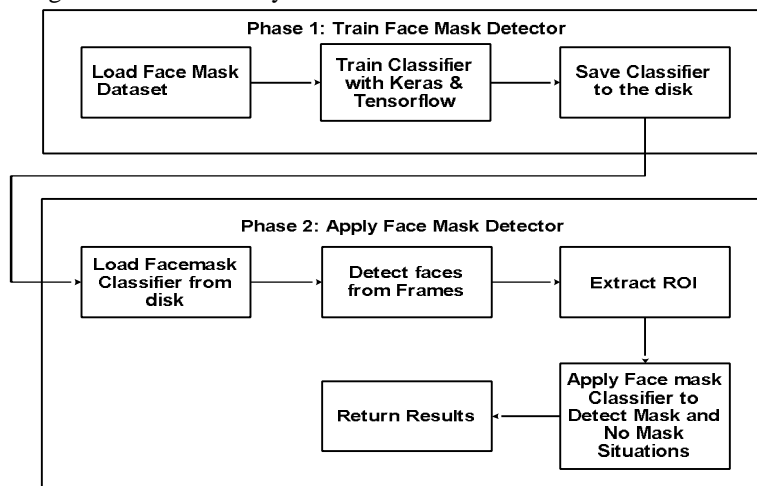 Phase 1: Train Face Mask Detector
Load Face Mask
Dataset
Train Classifier
with Keras &
Tensorflow
Save Classifier
to the disk
Phase 2: Apply Face Mask Detector
Load Facemask
Classifier from
disk
Detect faces
from Frames
Extract ROI
Apply Face mask
Classifier to
Detect Mask and
No Mask
Situations
Return Results